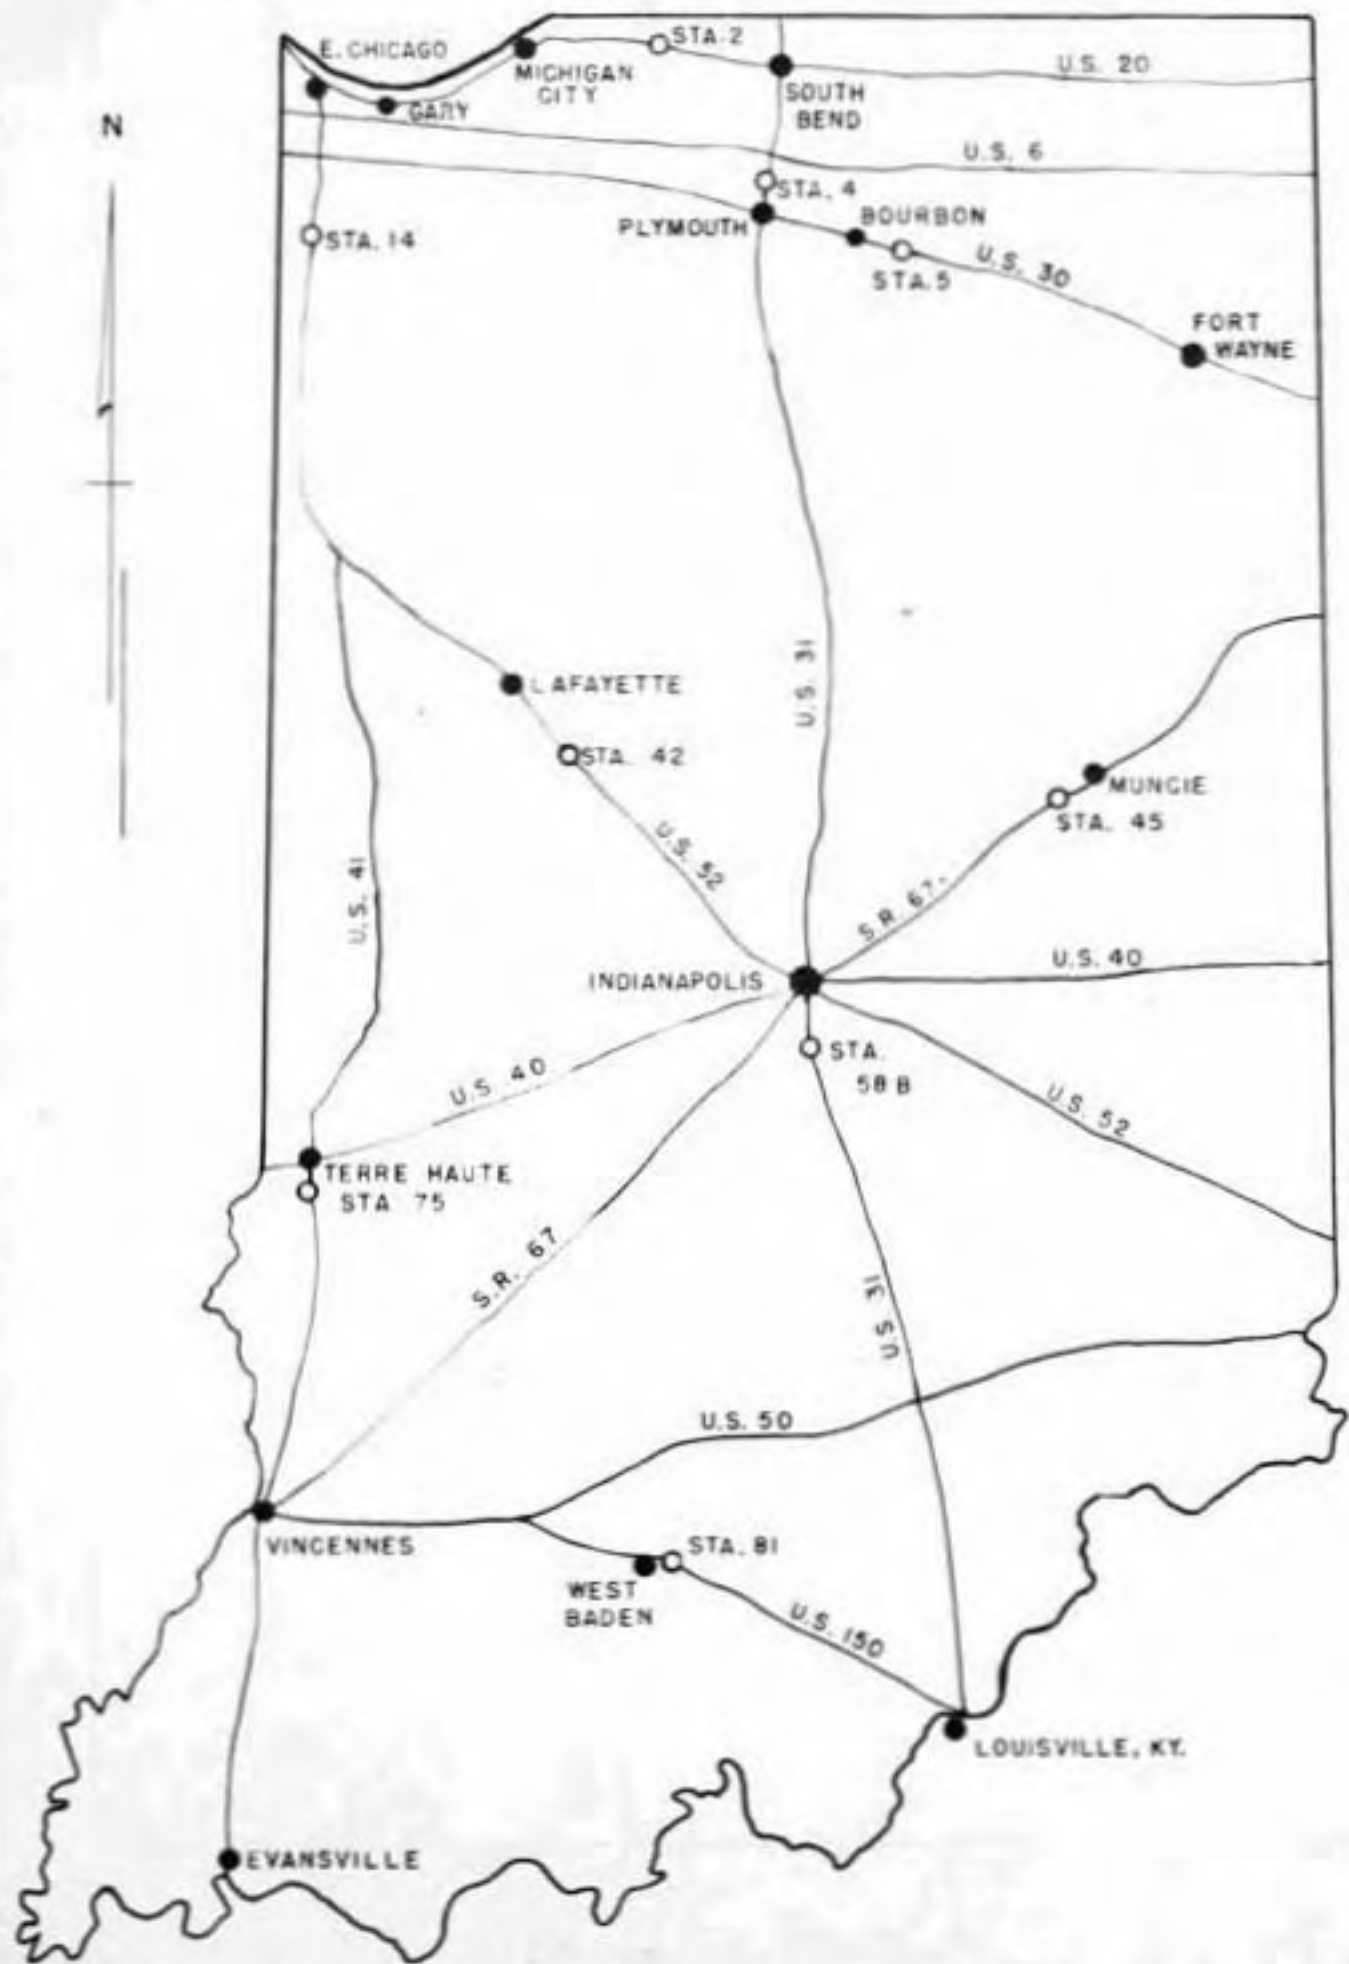 E. CHICAGO
STA. 2
MICHIGAN
CITY
U.S. 20
GARY
SOUTH
BEND
N
U.S. 6
STA. 4
BOURBON
PLYMOUTH
STA. 14
U.S. 30
STA. 5
FORT
WAYNE
U.S. 31
LAFAYETTE
STA. 42
MUNCIE
STA. 45
U.S. 52
U.S. 41
S.R. 67.
U.S. 40
INDIANAPOLIS
STA.
58 B
U.S. 40
U.S. 52
TERRE HAUTE
STA 75
S.R. 67
U.S 31
U.S. 50
VINCENNES
STA. 81
WEST
BADEN
U.S. 150
LOUISVILLE, KY.
EVANSVILLE